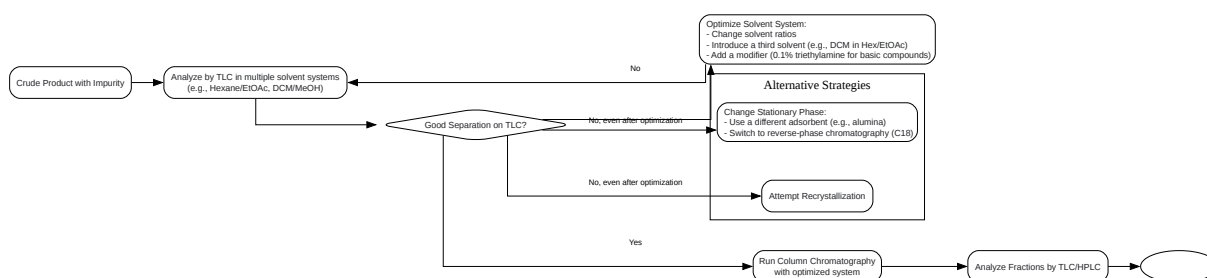 Optimize Solvent System:
- Change solvent ratios
- Introduce a third solvent (e.g., DCM in Hex/EtOAc)
- Add a modifier (0.1% triethylamine for basic compounds)
No
Crude Product with Impurity
Analyze by TLC in multiple solvent systems
(e.g., Hexane/EtOAc, DCM/MeOH)
Alternative Strategies
Good Separation on TLC?
No, even after optimization
Change Stationary Phase:
- Use a different adsorbent (e.g., alumina)
- Switch to reverse-phase chromatography (C18)
No, even after optimization
Attempt Recrystallization
Yes
Run Column Chromatography
with optimized system
Analyze Fractions by TLC/HPLC